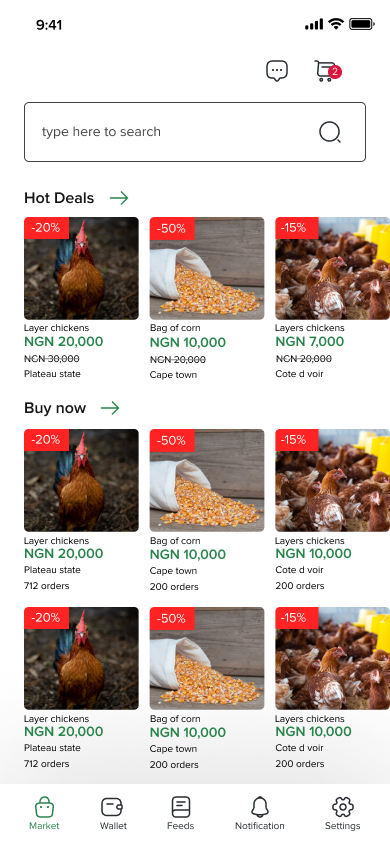 9:41
2
type here to search
Hot Deals
-20% -50% -15%
Layer chickens Bag of corn Layers chickens
NGN 20,000 NGN 10,000 NGN 7,000
NGN 30,000 NGN 20,000 NGN 20,000
Plateau state Cape town Cote d voir
Buy now
-20% -50% -15%
Layer chickens Bag of corn Layers chickens
NGN 20,000 NGN 10,000 NGN 10,000
Plateau state Cape town Cote d voir
712 orders 200 orders 200 orders
-20% -50% -15%
Layer chickens Bag of corn Layers chickens
NGN 20,000 NGN 10,000 NGN 10,000
Plateau state Cape town Cote d voir
712 orders 200 orders 200 orders
Market Wallet Feeds Notification Settings